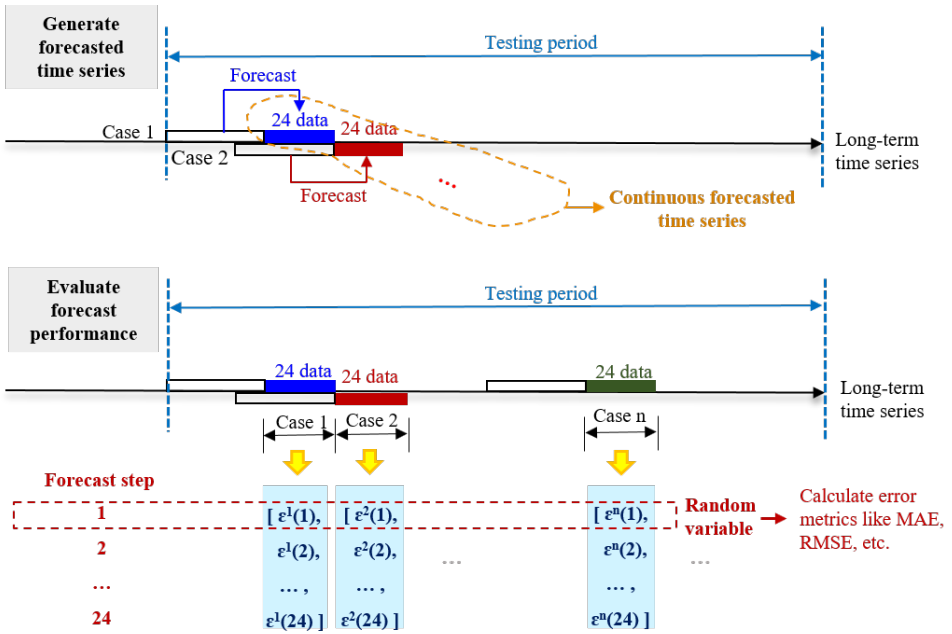 Generate
forecasted
time series
Testing period
Forecast
24 data
24 data
Case 1
Case 2
Long-term
time series
Forecast
...
Continuous forecasted
time series
Evaluate
forecast
performance
Testing period
24 data
24 data
24 data
Long-term
time series
Case 1
Case 2
Case n
Forecast step
1
[ ε¹(1),
[ ε²(1),
[ εⁿ(1),
Random
variable
Calculate error
metrics like MAE,
RMSE, etc.
2
ε¹(2),
ε²(2),
...
εⁿ(2),
...
...
... ,
... ,
... ,
24
ε¹(24) ]
ε²(24) ]
εⁿ(24) ]